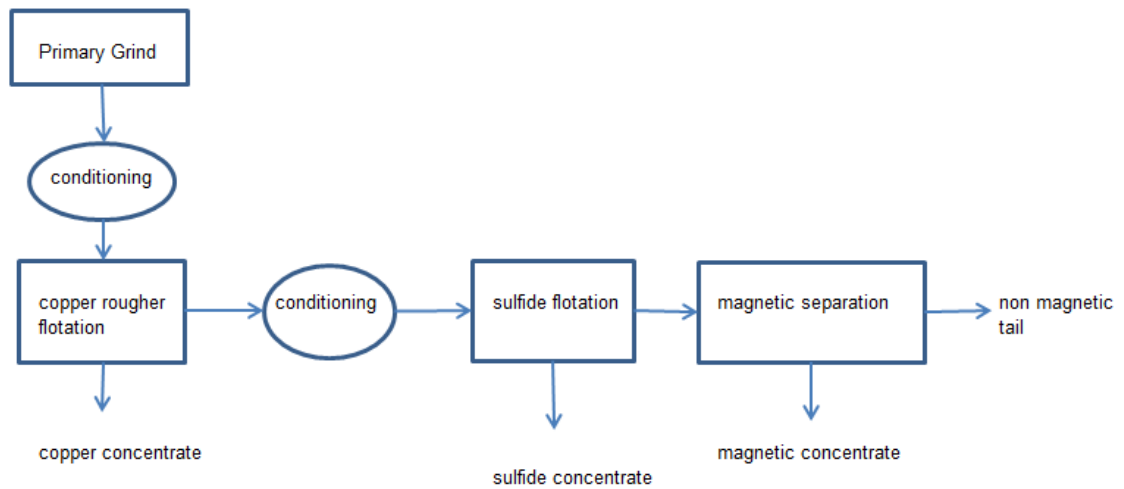 Primary Grind
conditioning
copper rougher
flotation
conditioning
sulfide flotation
magnetic separation
non magnetic
tail
copper concentrate
sulfide concentrate
magnetic concentrate